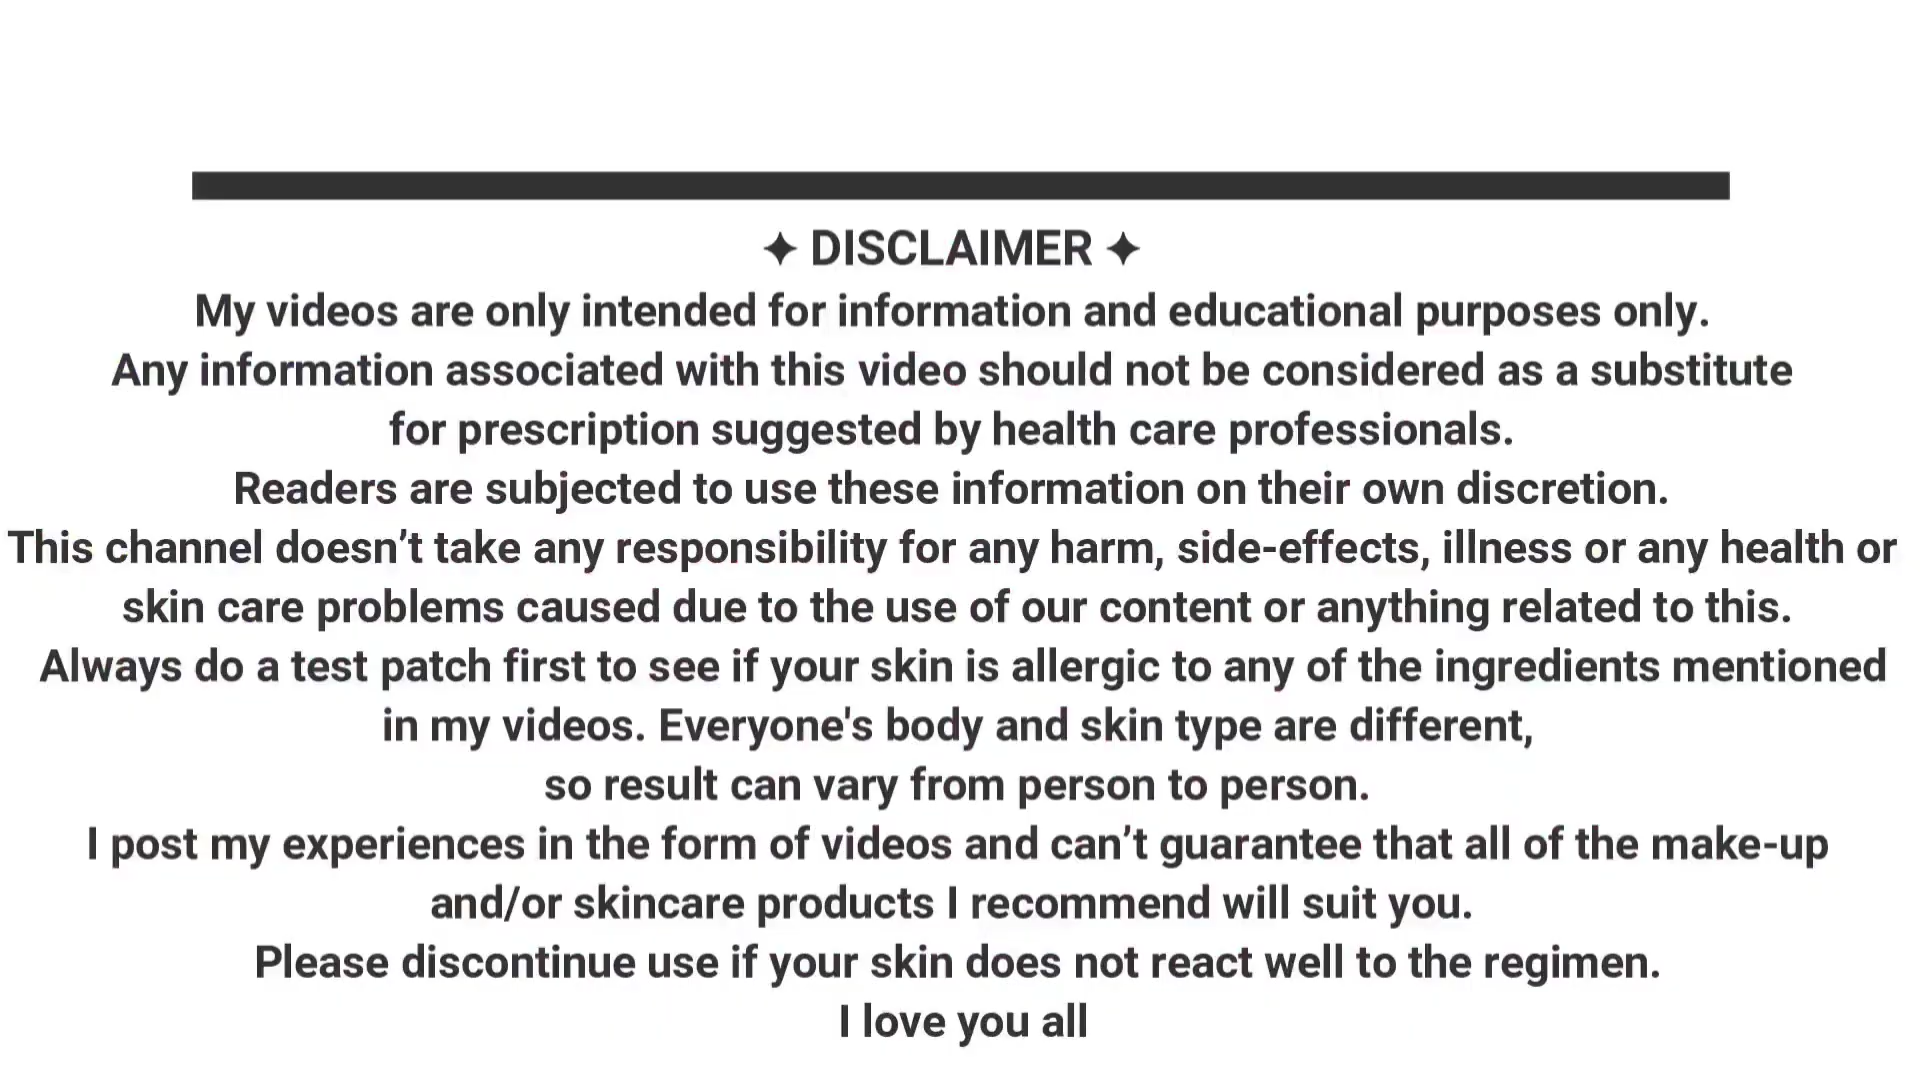 ✦ DISCLAIMER ✦
My videos are only intended for information and educational purposes only.
Any information associated with this video should not be considered as a substitute
for prescription suggested by health care professionals.
Readers are subjected to use these information on their own discretion.
This channel doesn’t take any responsibility for any harm, side-effects, illness or any health or
skin care problems caused due to the use of our content or anything related to this.
Always do a test patch first to see if your skin is allergic to any of the ingredients mentioned
in my videos. Everyone's body and skin type are different,
so result can vary from person to person.
I post my experiences in the form of videos and can’t guarantee that all of the make-up
and/or skincare products I recommend will suit you.
Please discontinue use if your skin does not react well to the regimen.
I love you all